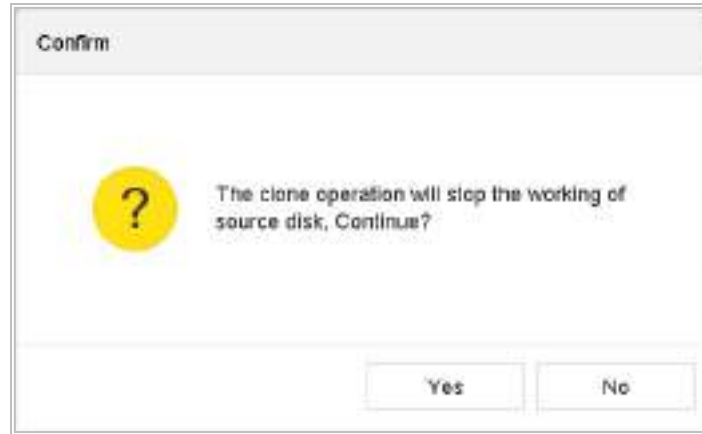 Confirm
?
The clone operation will stop the working of
source disk, Continue?
Yes
No